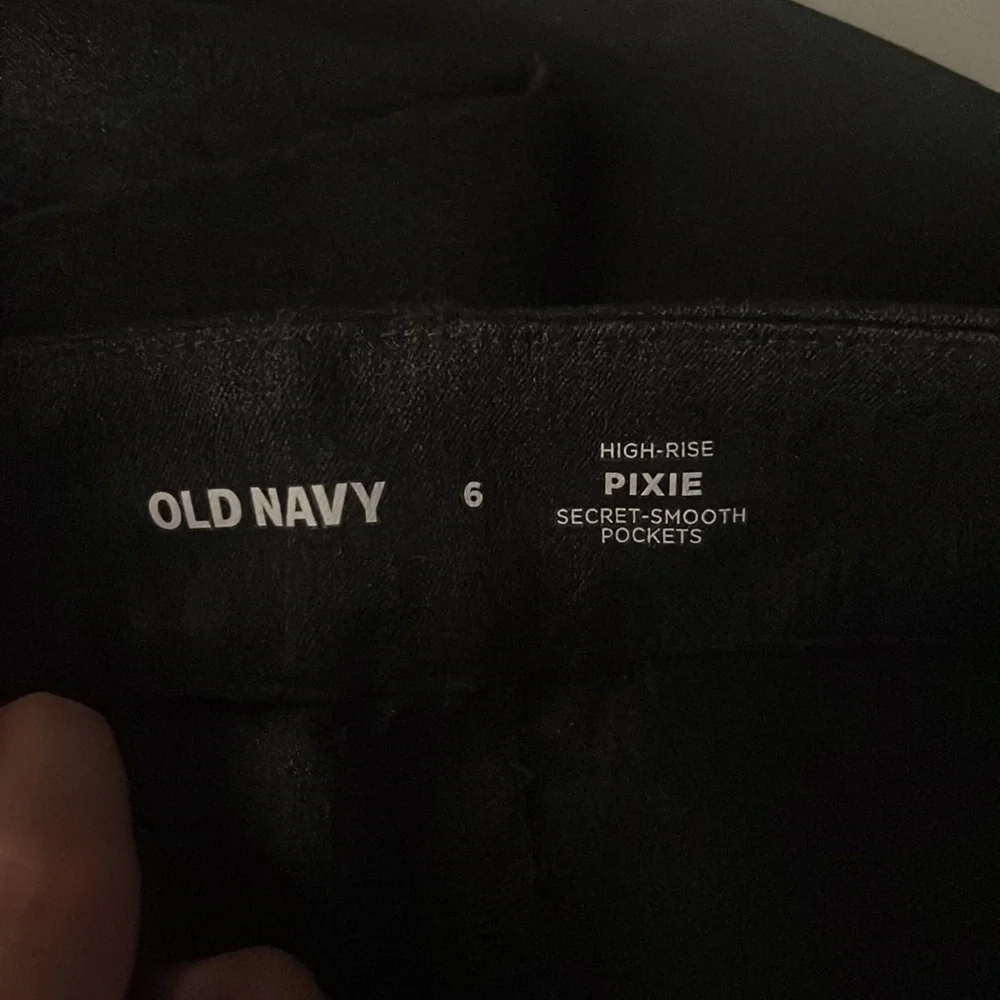 OLD NAVY
6
HIGH-RISE
PIXIE
SECRET-SMOOTH
POCKETS